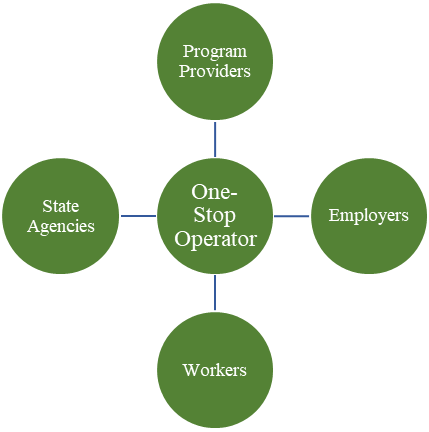 Program
Providers
State
Agencies
One-
Stop
Operator
Employers
Workers